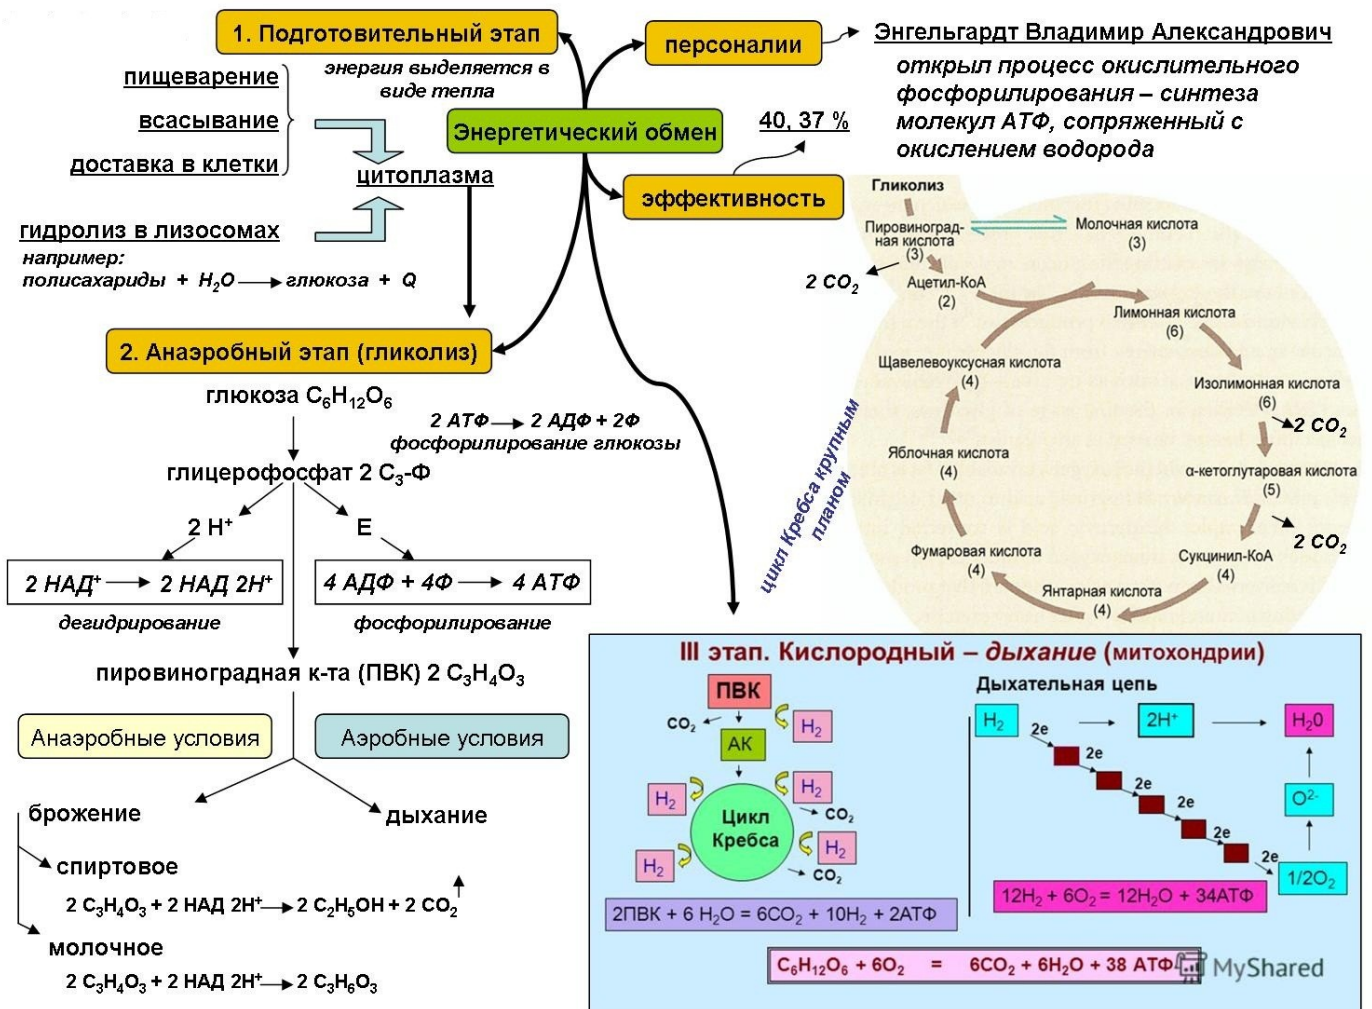 1. Подготовительный этап
энергия выделяется в
виде тепла
пищеварение
всасывание
доставка в клетки
цитоплазма
гидролиз в лизосомах
например:
полисахариды + H₂O → глюкоза + Q
Энергетический обмен
персоналии
Энгельгардт Владимир Александрович
открыл процесс окислительного
фосфорилирования – синтеза
молекул АТФ, сопряженный с
окислением водорода
40, 37 %
эффективность
2. Анаэробный этап (гликолиз)
глюкоза C₆H₁₂O₆
2 АТФ → 2 АДФ + 2Ф
фосфорилирование глюкозы
глицерофосфат 2 С₃-Ф
2 H⁺
E
2 НАД⁺ → 2 НАД 2Н⁺
4 АДФ + 4Ф → 4 АТФ
дегидрирование
фосфорилирование
пировиноградная к-та (ПВК) 2 C₃H₄O₃
Анаэробные условия
Аэробные условия
брожение
дыхание
спиртовое
2 C₃H₄O₃ + 2 НАД 2Н⁺ → 2 C₂H₅OH + 2 CO₂ ↑
молочное
2 C₃H₄O₃ + 2 НАД 2Н⁺ → 2 C₃H₆O₃
Гликолиз
Пировиноград-
ная кислота
(3)
Молочная кислота
(3)
2 CO₂
Ацетил-КоА
(2)
Лимонная кислота
(6)
Изолимонная кислота
(6)
2 CO₂
α-кетоглутаровая кислота
(5)
2 CO₂
Сукцинил-КоА
(4)
Янтарная кислота
(4)
Фумаровая кислота
(4)
Яблочная кислота
(4)
Щавелевоуксусная кислота
(4)
цикл Кребса крупным
планом
III этап. Кислородный – дыхание (митохондрии)
ПВК
CO₂
H₂
АК
H₂
H₂
CO₂
Цикл
Кребса
H₂
H₂
CO₂
2ПВК + 6 H₂O = 6CO₂ + 10H₂ + 2АТФ
Дыхательная цепь
H₂
2H⁺
H₂0
2e
2e
2e
2e
2e
2e
O²⁻
1/2O₂
12H₂ + 6O₂ = 12H₂O + 34АТФ
C₆H₁₂O₆ + 6O₂ = 6CO₂ + 6H₂O + 38 АТФ
MyShared